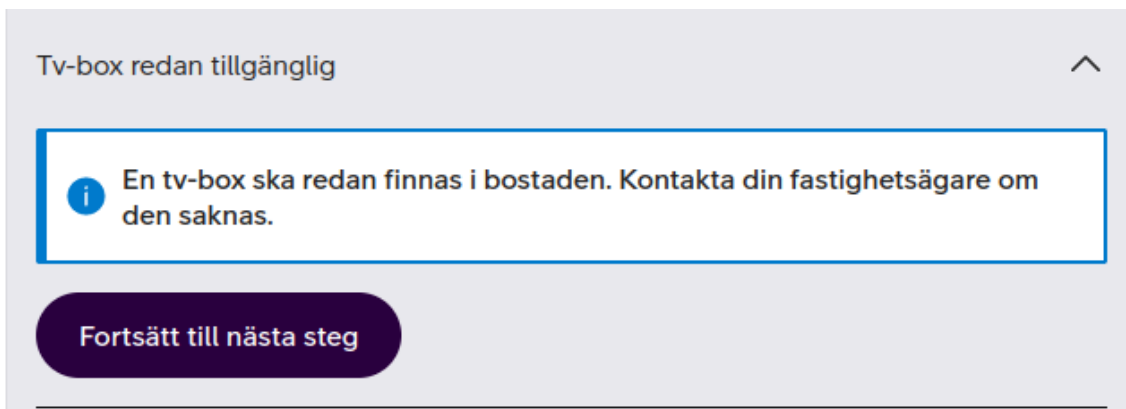 Tv-box redan tillgänglig
En tv-box ska redan finnas i bostaden. Kontakta din fastighetsägare om
den saknas.
Fortsätt till nästa steg